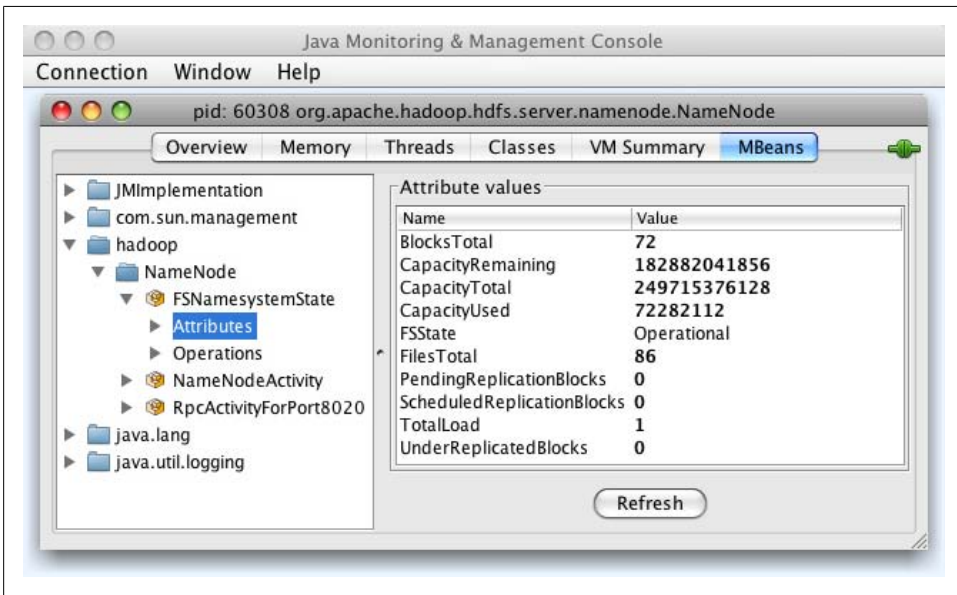 Java Monitoring & Management Console
Connection Window Help
pid: 60308 org.apache.hadoop.hdfs.server.namenode.NameNode
Overview Memory Threads Classes VM Summary MBeans
JMImplementation
com.sun.management
hadoop
NameNode
FSNamesystemState
Attributes
Operations
NameNodeActivity
RpcActivityForPort8020
java.lang
java.util.logging
Attribute values
Name Value
BlocksTotal 72
CapacityRemaining 182882041856
CapacityTotal 249715376128
CapacityUsed 72282112
FSState Operational
FilesTotal 86
PendingReplicationBlocks 0
ScheduledReplicationBlocks 0
TotalLoad 1
UnderReplicatedBlocks 0
Refresh